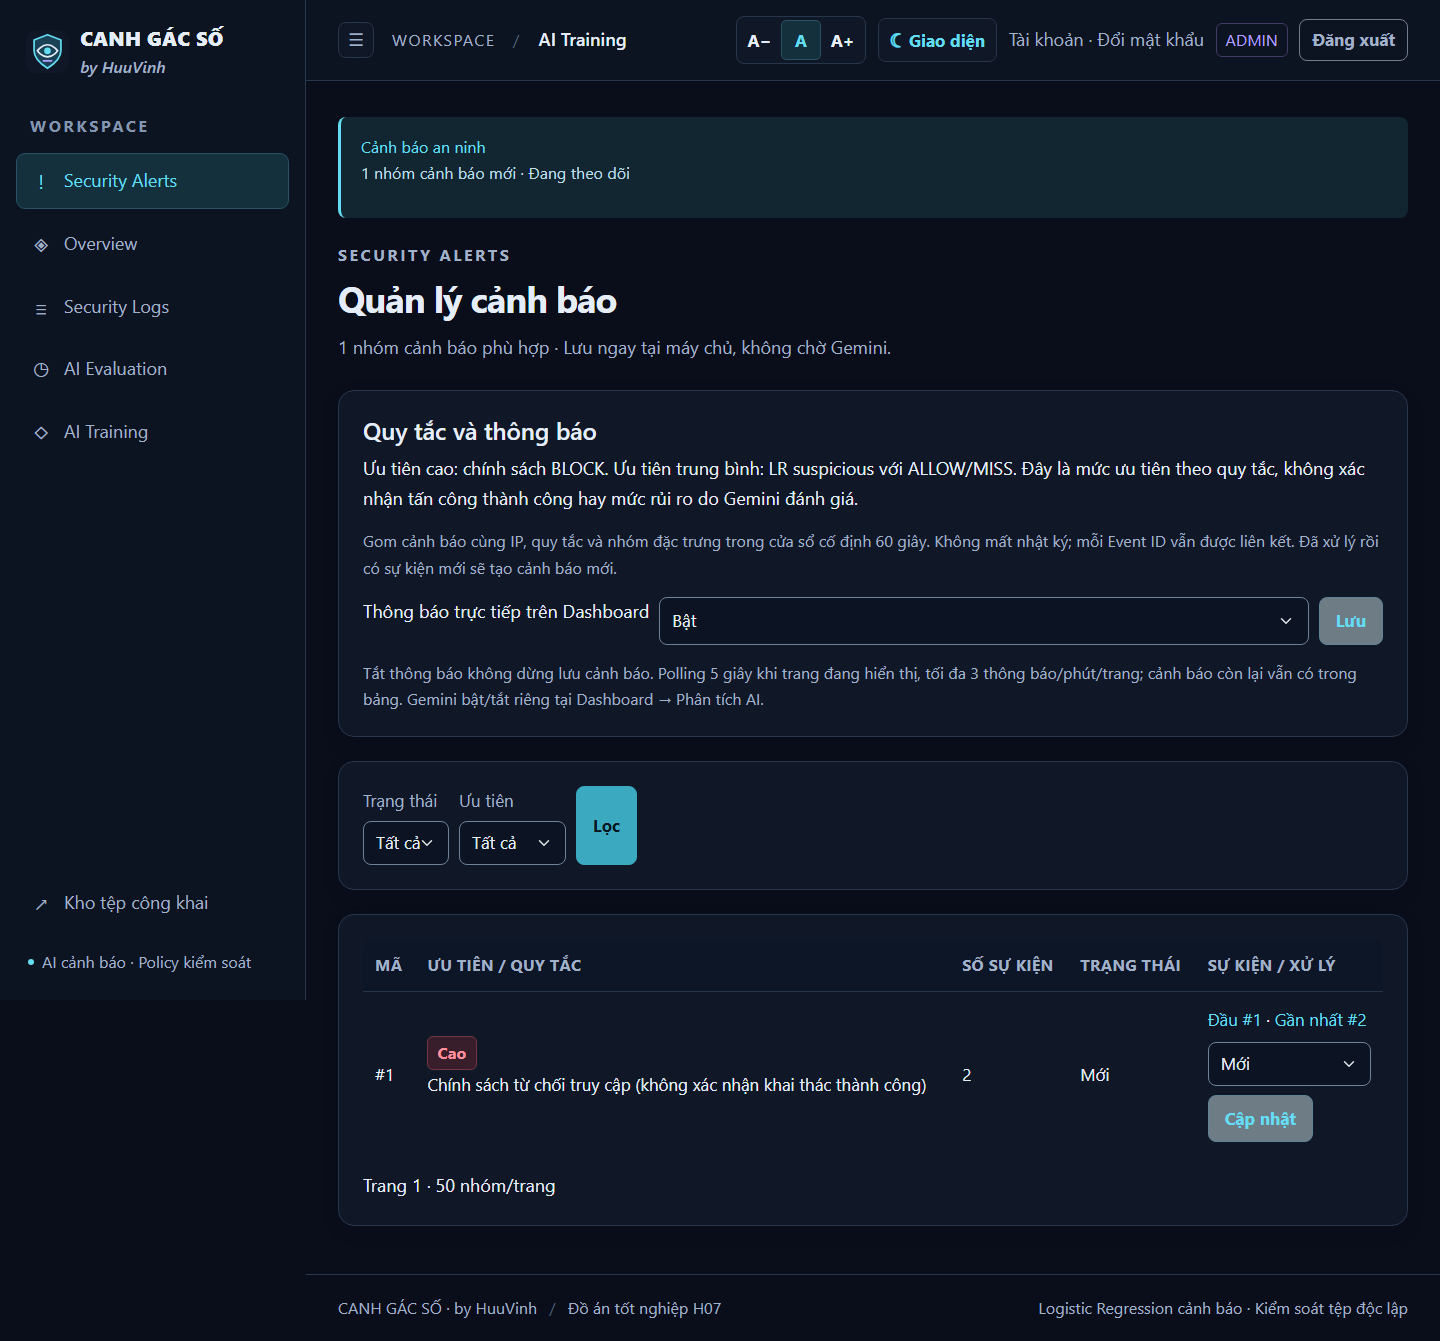 CANH GÁC SỐ
by HuuVinh
WORKSPACE
! Security Alerts
Overview
Security Logs
AI Evaluation
AI Training
Kho tệp công khai
AI cảnh báo · Policy kiểm soát
WORKSPACE / AI Training
A− A A+
Giao diện
Tài khoản · Đổi mật khẩu
ADMIN
Đăng xuất
Cảnh báo an ninh
1 nhóm cảnh báo mới · Đang theo dõi
SECURITY ALERTS
Quản lý cảnh báo
1 nhóm cảnh báo phù hợp · Lưu ngay tại máy chủ, không chờ Gemini.
Quy tắc và thông báo
Ưu tiên cao: chính sách BLOCK. Ưu tiên trung bình: LR suspicious với ALLOW/MISS. Đây là mức ưu tiên theo quy tắc, không xác
nhận tấn công thành công hay mức rủi ro do Gemini đánh giá.
Gom cảnh báo cùng IP, quy tắc và nhóm đặc trưng trong cửa sổ cố định 60 giây. Không mất nhật ký; mỗi Event ID vẫn được liên kết. Đã xử lý rồi
có sự kiện mới sẽ tạo cảnh báo mới.
Thông báo trực tiếp trên Dashboard
Bật
Lưu
Tắt thông báo không dừng lưu cảnh báo. Polling 5 giây khi trang đang hiển thị, tối đa 3 thông báo/phút/trang; cảnh báo còn lại vẫn có trong
bảng. Gemini bật/tắt riêng tại Dashboard → Phân tích AI.
Trạng thái Ưu tiên
Tất cả Tất cả Lọc
MÃ ƯU TIÊN / QUY TẮC SỐ SỰ KIỆN TRẠNG THÁI SỰ KIỆN / XỬ LÝ
Đầu #1 · Gần nhất #2
Cao
#1 Chính sách từ chối truy cập (không xác nhận khai thác thành công) 2 Mới
Mới
Cập nhật
Trang 1 · 50 nhóm/trang
CANH GÁC SỐ · by HuuVinh / Đồ án tốt nghiệp H07
Logistic Regression cảnh báo · Kiểm soát tệp độc lập